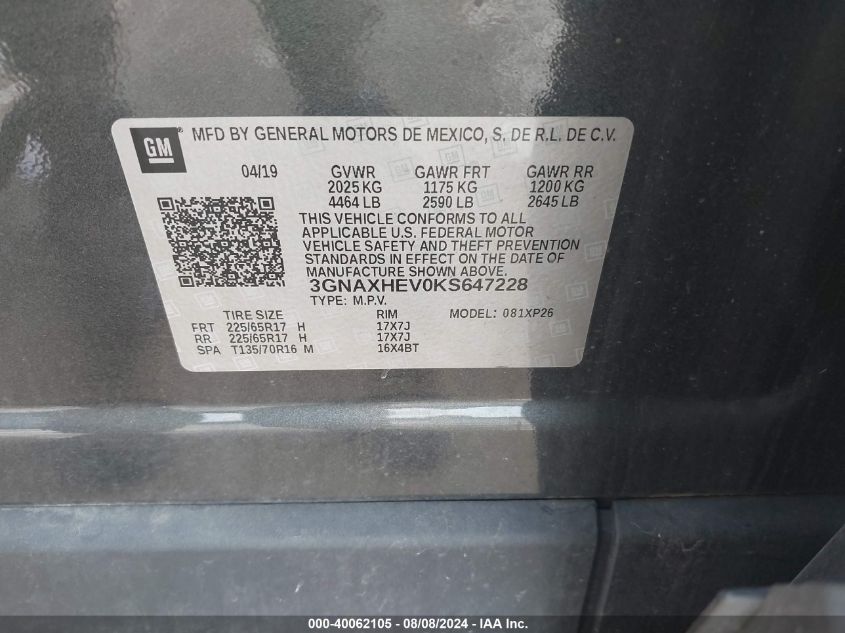 GM® MFD BY GENERAL MOTORS DE MEXICO, S. DE R.L. DE C.V.
04/19 GVWR GAWR FRT GAWR RR
2025 KG 1175 KG 1200 KG
4464 LB 2590 LB 2645 LB
THIS VEHICLE CONFORMS TO ALL
APPLICABLE U.S. FEDERAL MOTOR
VEHICLE SAFETY AND THEFT PREVENTION
STANDARDS IN EFFECT ON THE DATE OF
MANUFACTURE SHOWN ABOVE.
3GNAXHEV0KS647228
TYPE: M.P.V.
TIRE SIZE RIM MODEL: 081XP26
FRT 225/65R17 H 17X7J
RR 225/65R17 H 17X7J
SPA T135/70R16 M 16X4BT
000-40062105 - 08/08/2024 - IAA Inc.